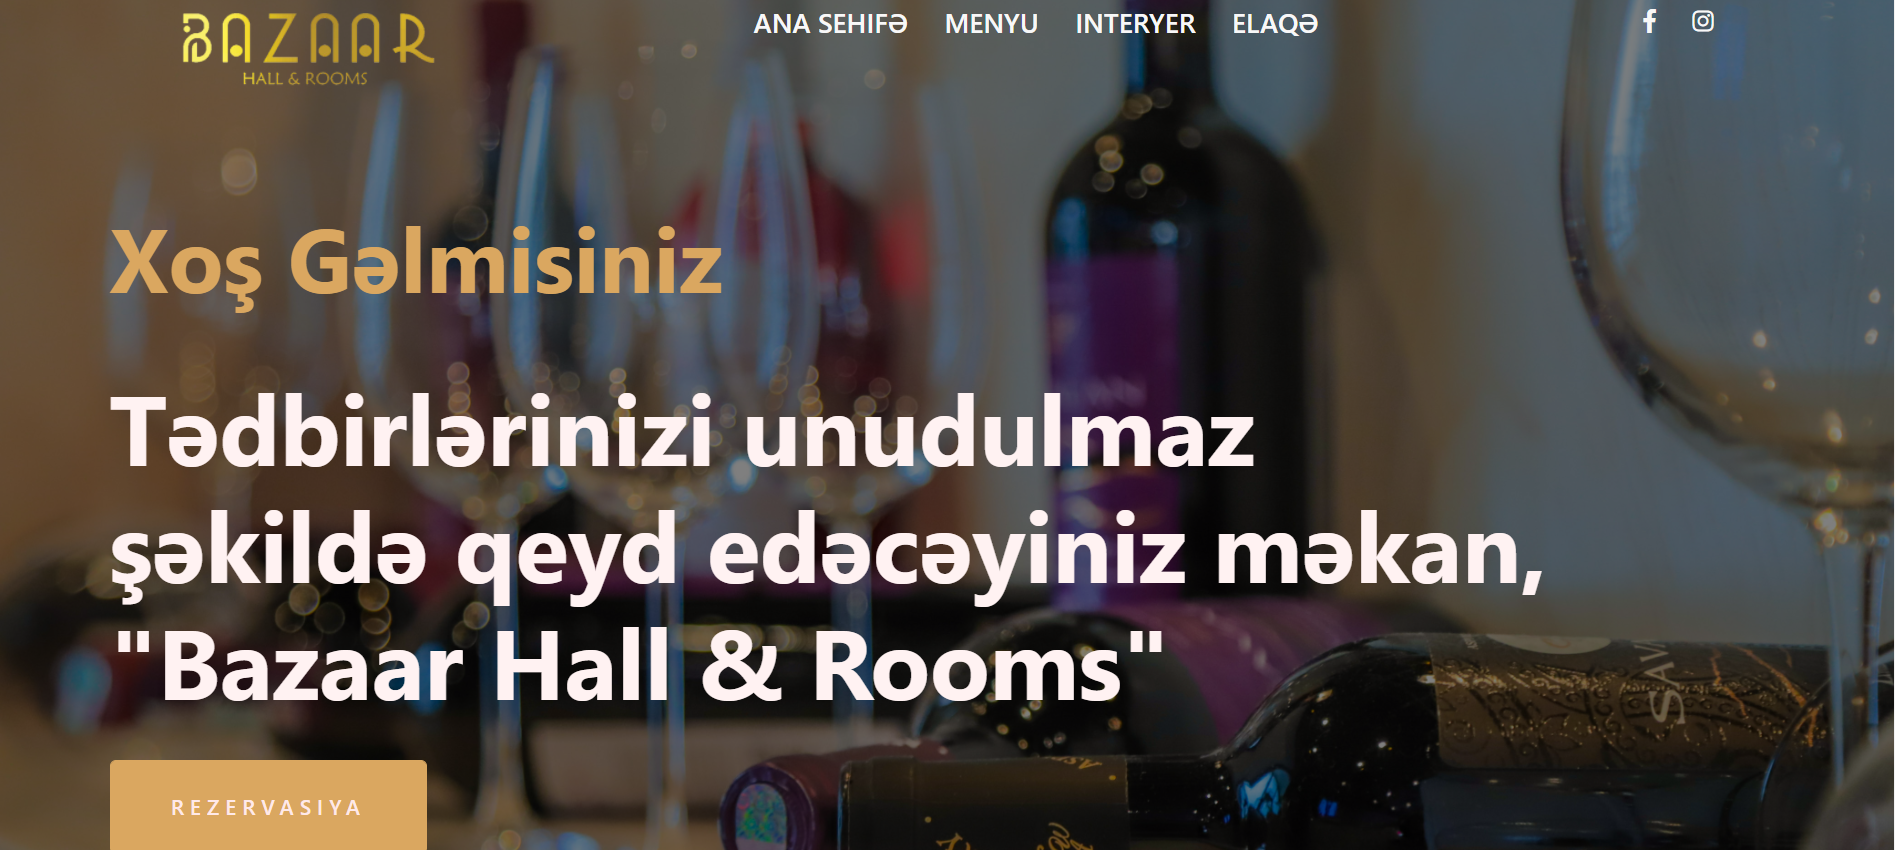 BAZAAR
HALL & ROOMS
ANA SEHIFƏ MENYU INTERYER ELAQƏ
Xoş Gəlmisiniz
Tədbirlərinizi unudulmaz
şəkildə qeyd edəcəyiniz məkan,
"Bazaar Hall & Rooms"
REZERVASIYA